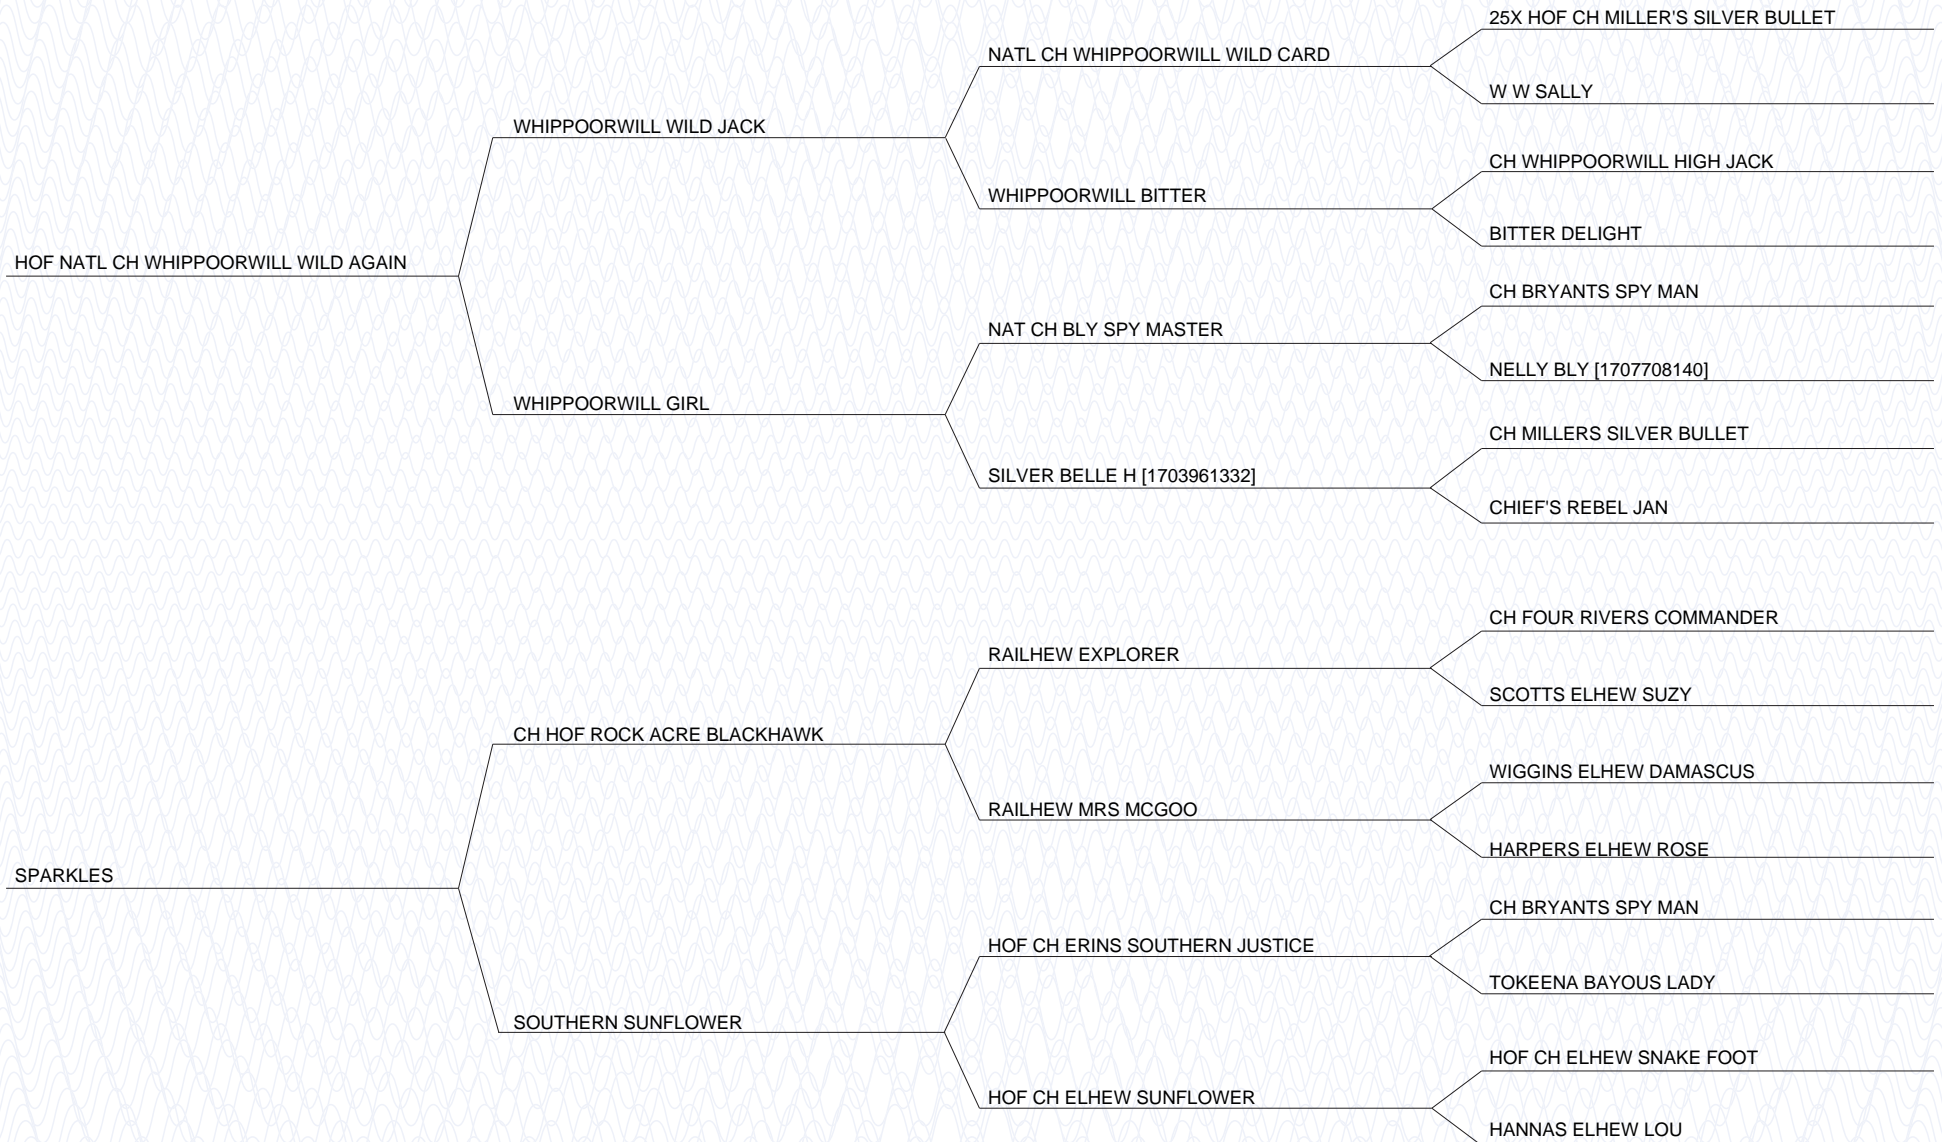 25X HOF CH MILLER'S SILVER BULLET
NATL CH WHIPPOORWILL WILD CARD
W W SALLY
WHIPPOORWILL WILD JACK
CH WHIPPOORWILL HIGH JACK
WHIPPOORWILL BITTER
BITTER DELIGHT
HOF NATL CH WHIPPOORWILL WILD AGAIN
CH BRYANTS SPY MAN
NAT CH BLY SPY MASTER
NELLY BLY [1707708140]
WHIPPOORWILL GIRL
CH MILLERS SILVER BULLET
SILVER BELLE H [1703961332]
CHIEF'S REBEL JAN
CH FOUR RIVERS COMMANDER
RAILHEW EXPLORER
SCOTTS ELHEW SUZY
CH HOF ROCK ACRE BLACKHAWK
WIGGINS ELHEW DAMASCUS
RAILHEW MRS MCGOO
HARPERS ELHEW ROSE
SPARKLES
CH BRYANTS SPY MAN
HOF CH ERINS SOUTHERN JUSTICE
TOKEENA BAYOUS LADY
SOUTHERN SUNFLOWER
HOF CH ELHEW SNAKE FOOT
HOF CH ELHEW SUNFLOWER
HANNAS ELHEW LOU